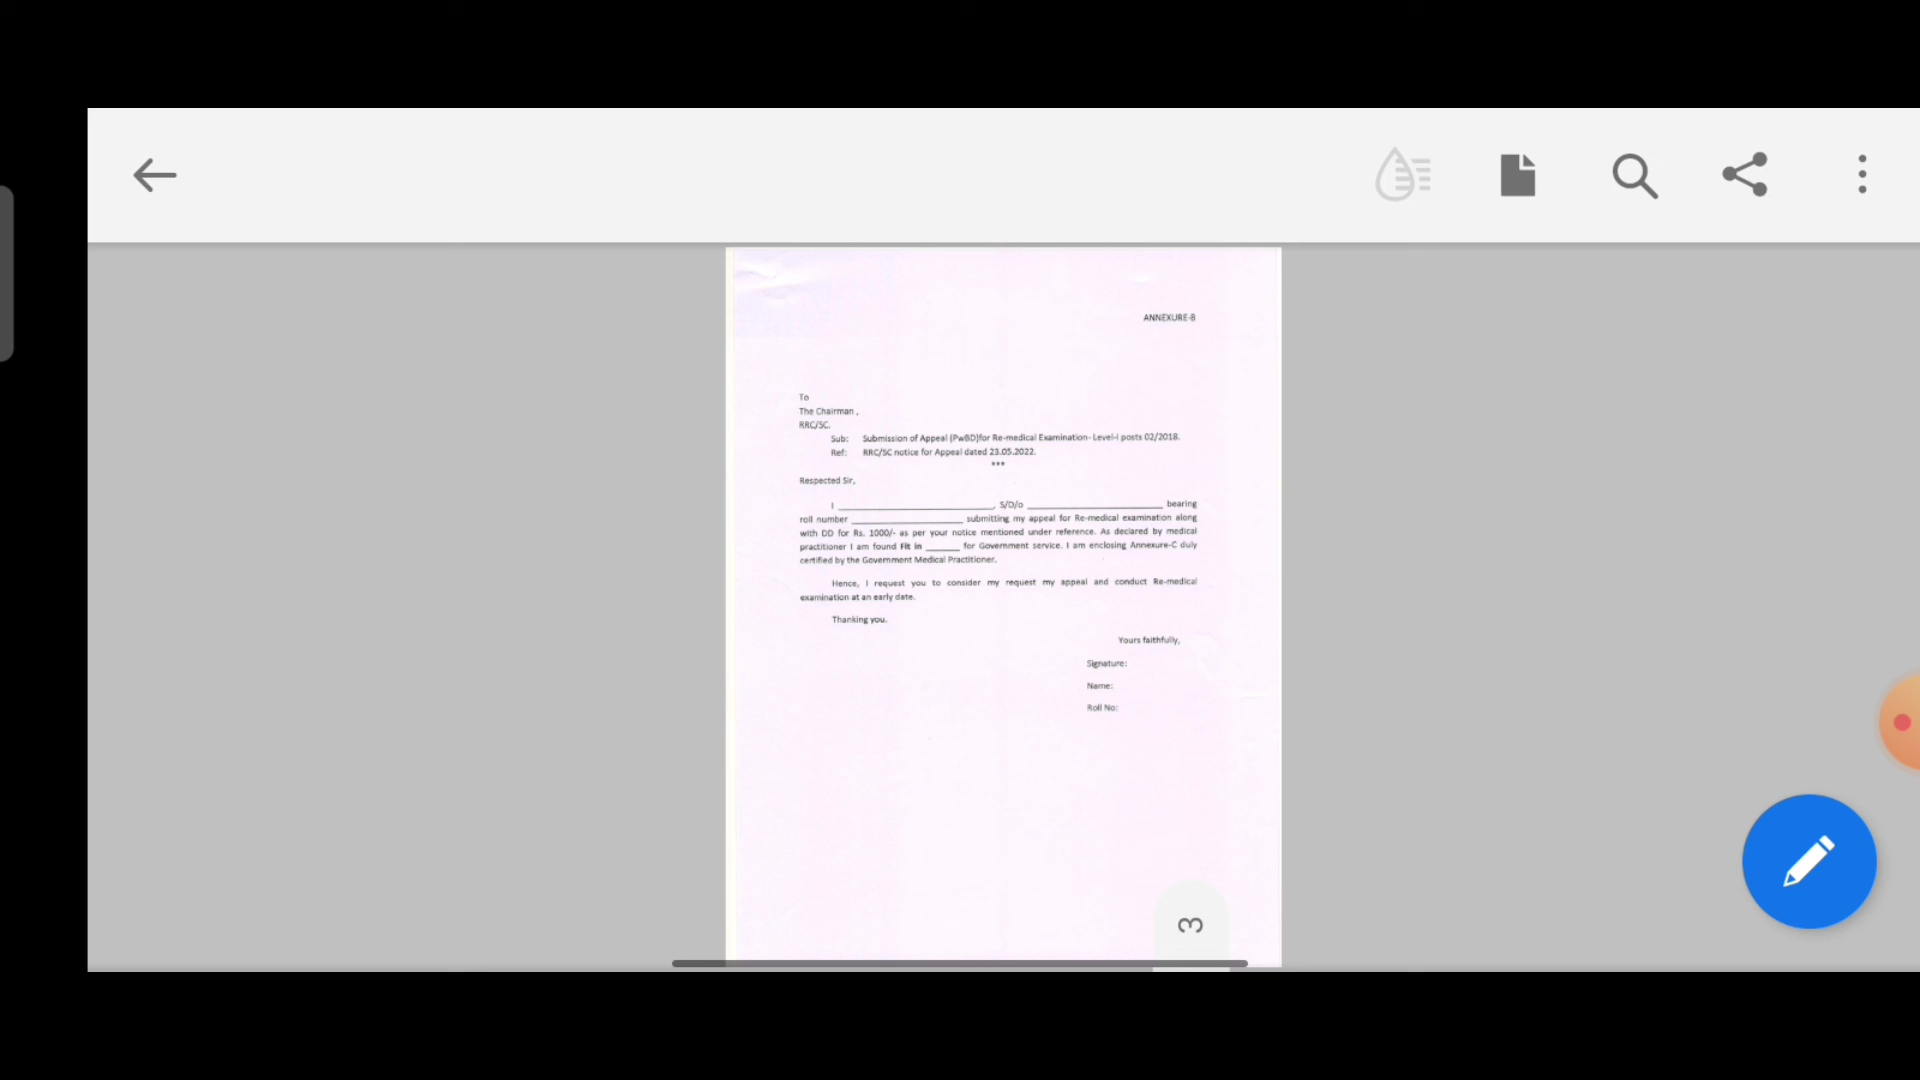 ANNEXURE-B
To
The Chairman ,
RRC/SC.
Sub: Submission of Appeal (PwBD)for Re-medical Examination- Level-I posts 02/2018.
Ref: RRC/SC notice for Appeal dated 23.05.2022.
***
Respected Sir,
I ______________________________, S/D/o __________________________ bearing
roll number _____________________ submitting my appeal for Re-medical examination along
with DD for Rs. 1000/- as per your notice mentioned under reference. As declared by medical
practitioner I am found Fit in _______ for Government service. I am enclosing Annexure-C duly
certified by the Government Medical Practitioner.
Hence, I request you to consider my request my appeal and conduct Re-medical
examination at an early date.
Thanking you.
Yours faithfully,
Signature:
Name:
Roll No:
3